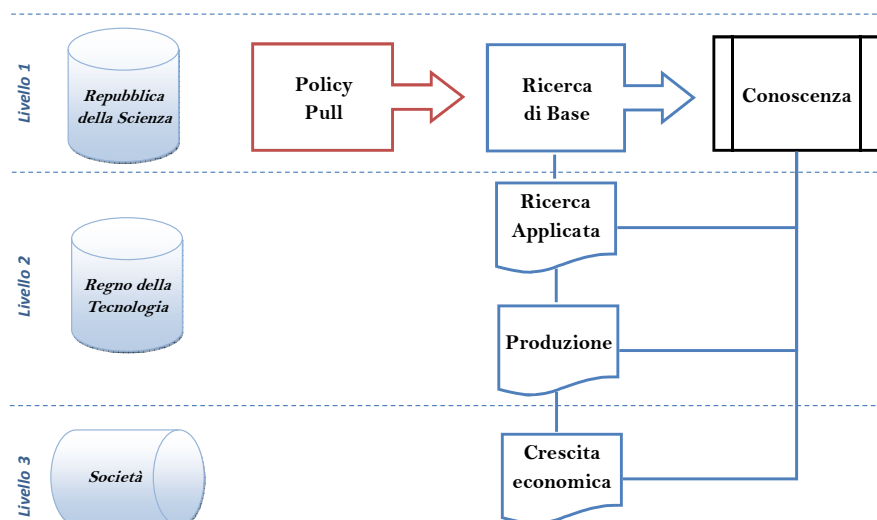 Livello 1
Repubblica
della Scienza
Policy
Pull
Ricerca
di Base
Conoscenza
Livello 2
Regno della
Tecnologia
Ricerca
Applicata
Produzione
Livello 3
Società
Crescita
economica